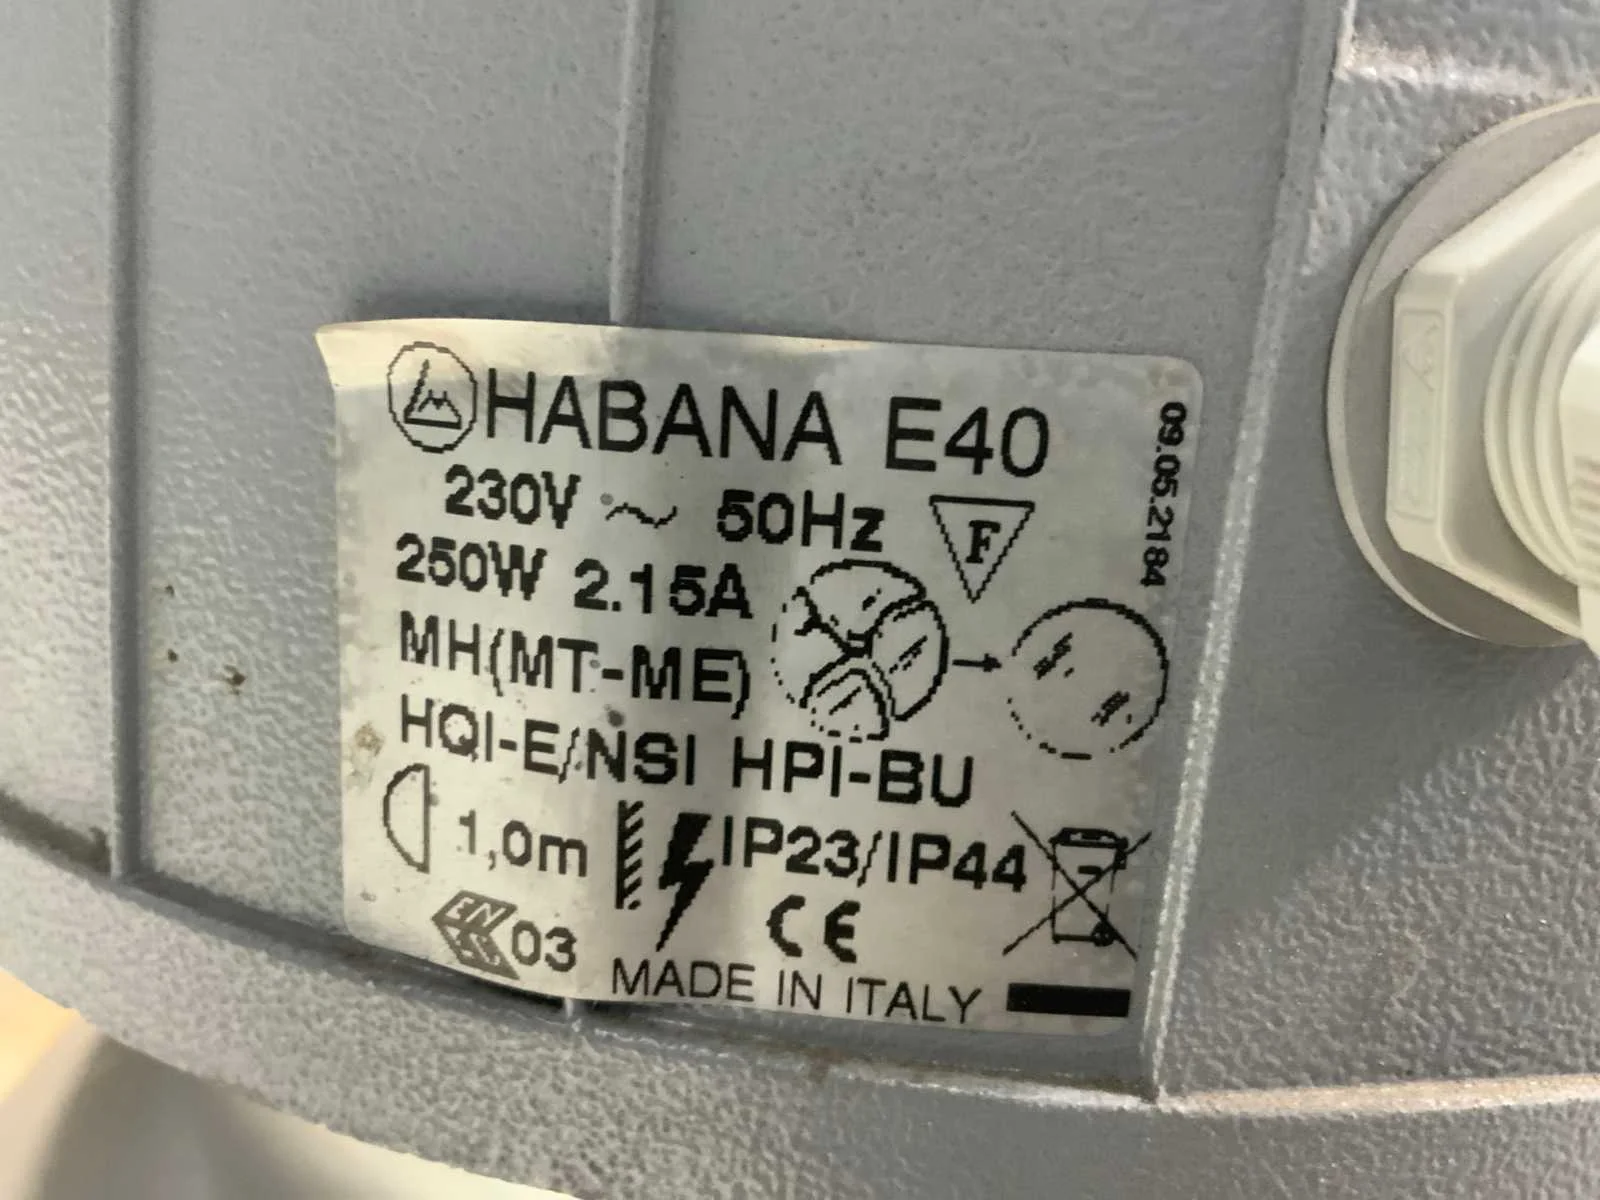 HABANA E40
230V ~ 50Hz F
250W 2.15A
MH(MT-ME)
HQI-E/NSI HPI-BU
1,0m IP23/IP44
ENEC 03 CE
MADE IN ITALY
09.05.2184